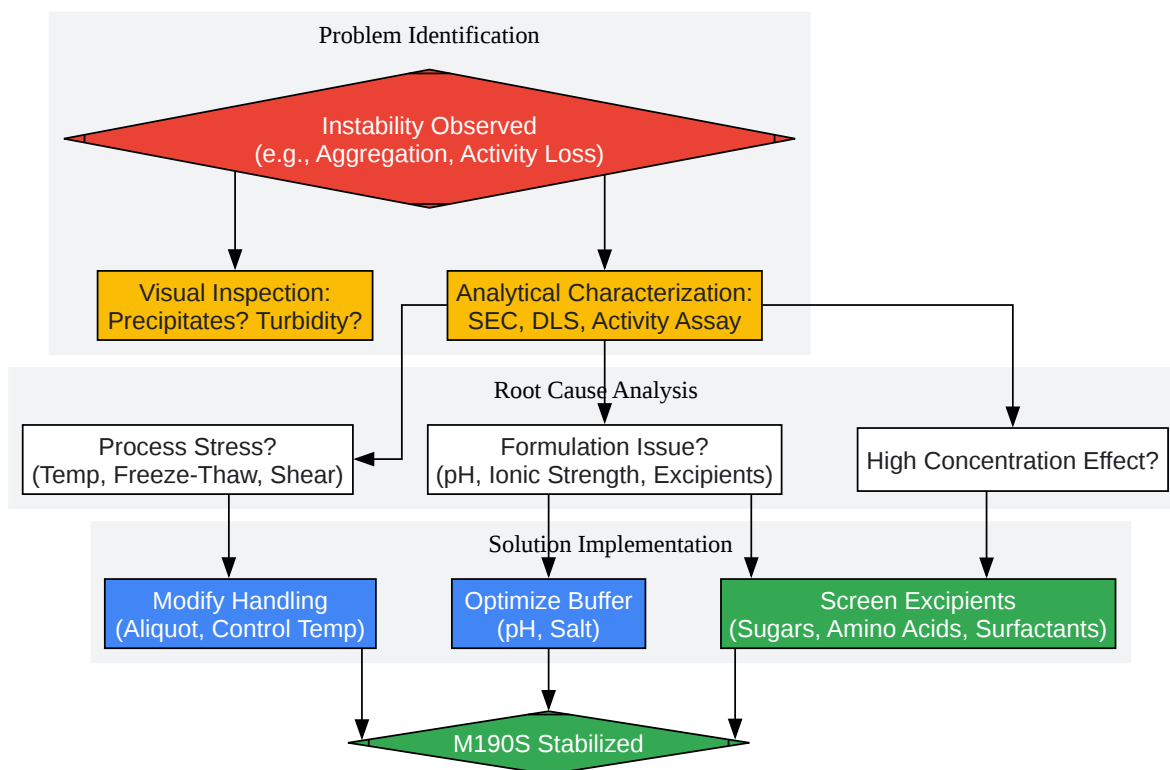 Problem Identification
Instability Observed
(e.g., Aggregation, Activity Loss)
Visual Inspection:
Precipitates? Turbidity?
Analytical Characterization:
SEC, DLS, Activity Assay
Root Cause Analysis
Process Stress?
(Temp, Freeze-Thaw, Shear)
Formulation Issue?
(pH, Ionic Strength, Excipients)
High Concentration Effect?
Solution Implementation
Modify Handling
(Aliquot, Control Temp)
Optimize Buffer
(pH, Salt)
Screen Excipients
(Sugars, Amino Acids, Surfactants)
M190S Stabilized